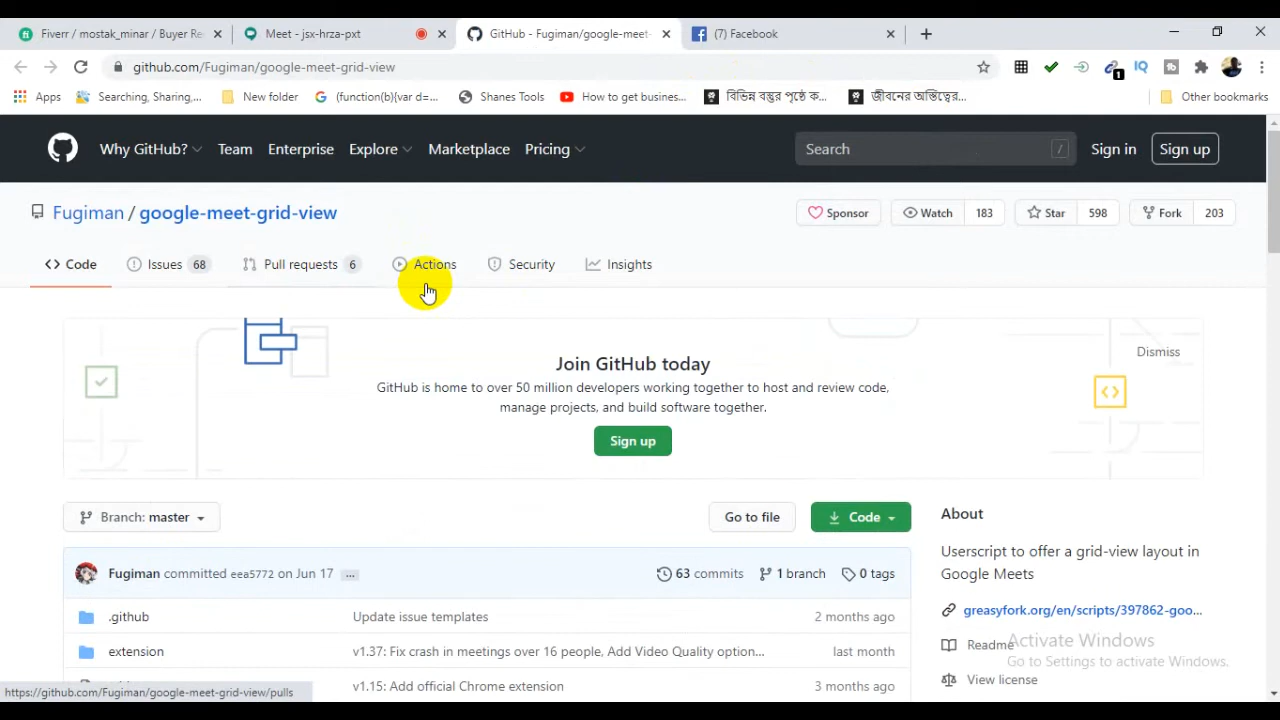 Fiverr / mostak_minar / Buyer Re
Meet - jsx-hrza-pxt
GitHub - Fugiman/google-meet-
(7) Facebook
github.com/Fugiman/google-meet-grid-view
1
IQ
Apps
Searching, Sharing,...
New folder
(function(b){var d=...
Shanes Tools
How to get busines...
বিভিন্ন বস্তুর পৃষ্ঠে ক...
জীবনের অস্তিত্বের...
Other bookmarks
Why GitHub?
Team
Enterprise
Explore
Marketplace
Pricing
Search
/
Sign in
Sign up
Fugiman / google-meet-grid-view
Sponsor
Watch 183
Star 598
Fork 203
Code
Issues 68
Pull requests 6
Actions
Security
Insights
Join GitHub today
Dismiss
GitHub is home to over 50 million developers working together to host and review code,
manage projects, and build software together.
Sign up
Branch: master
Go to file
Code
About
Userscript to offer a grid-view layout in
Google Meets
greasyfork.org/en/scripts/397862-goo...
Readme
View license
Fugiman committed eea5772 on Jun 17 ...
63 commits
1 branch
0 tags
.github
Update issue templates
2 months ago
extension
v1.37: Fix crash in meetings over 16 people, Add Video Quality option...
last month
v1.15: Add official Chrome extension
3 months ago
Activate Windows
Go to Settings to activate Windows.
https://github.com/Fugiman/google-meet-grid-view/pulls